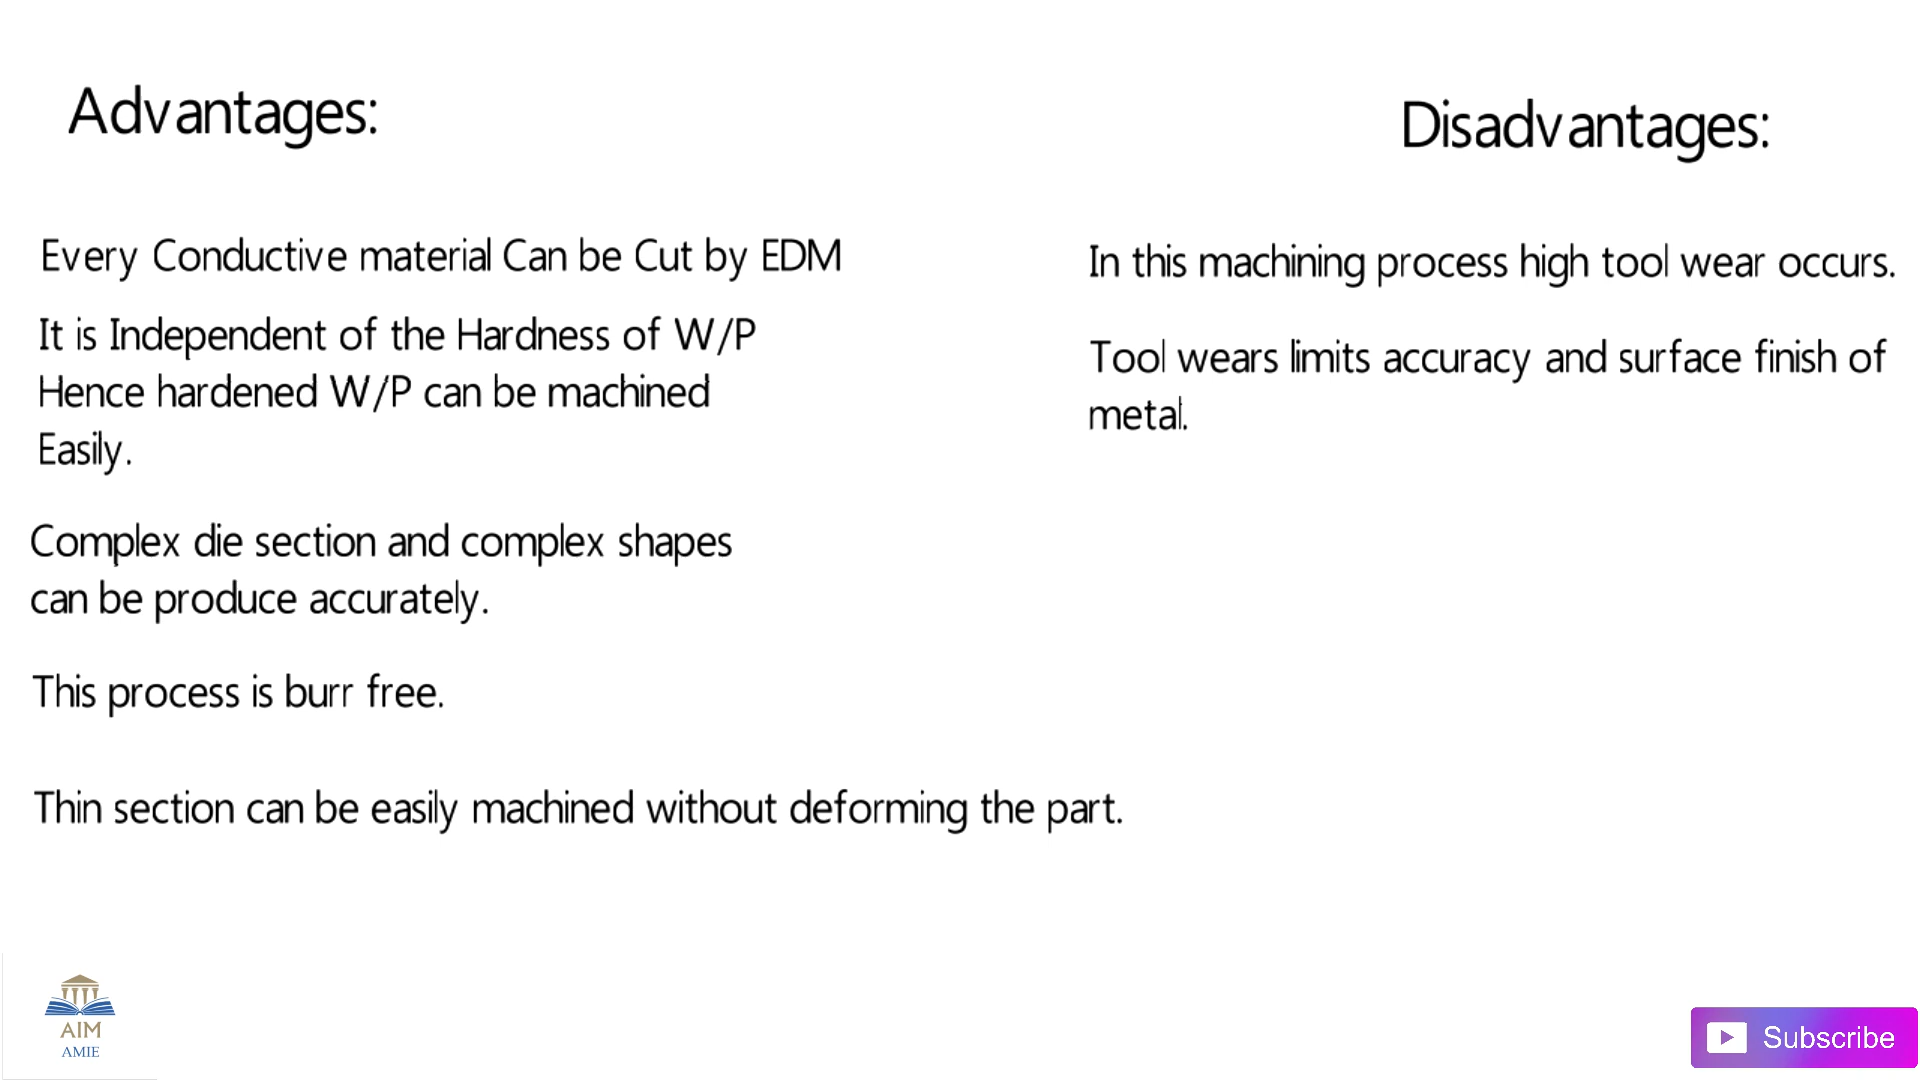 Advantages:
Every Conductive material Can be Cut by EDM
It is Independent of the Hardness of W/P
Hence hardened W/P can be machined
Easily.
Complex die section and complex shapes
can be produce accurately.
This process is burr free.
Thin section can be easily machined without deforming the part.
Disadvantages:
In this machining process high tool wear occurs.
Tool wears limits accuracy and surface finish of
metal.
AIM
AMIE
Subscribe